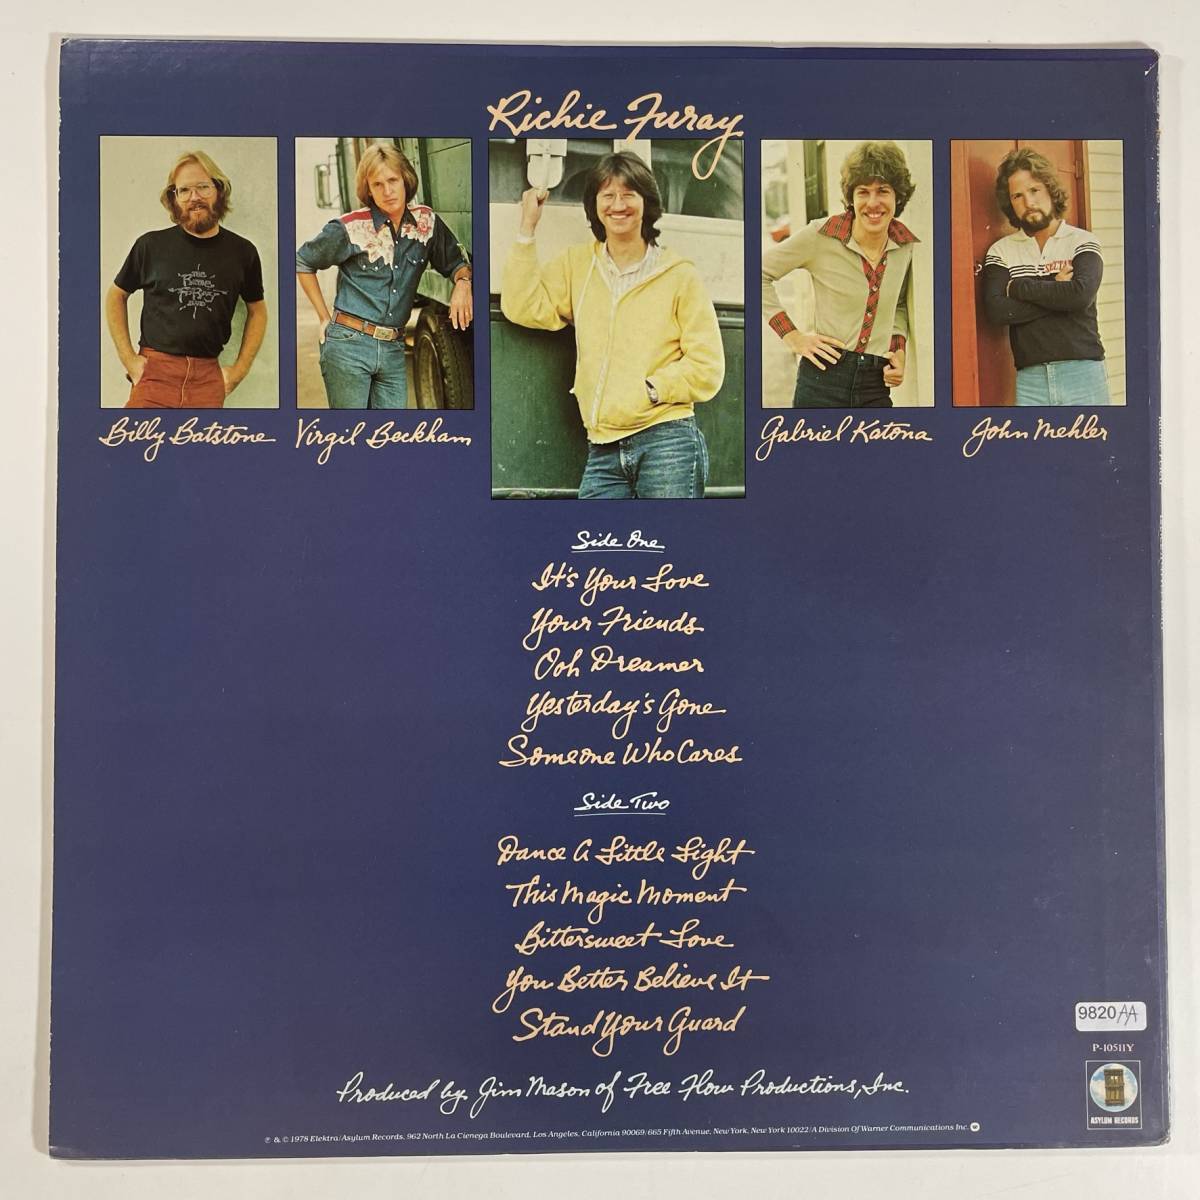 Richie Furay
THE
RICHIE
FURAY
BAND
Billy Batstone
Virgil Beckham
Gabriel Katona
John Mehler
Side One
It's Your Love
Your Friends
Ooh Dreamer
Yesterday's Gone
Someone Who Cares
Side Two
Dance A Little Light
This Magic Moment
Bittersweet Love
You Better Believe It
Stand Your Guard
9820 AA
P-10511Y
ASYLUM RECORDS
Produced by Jim Mason of Free Flow Productions, Inc.
℗ & © 1978 Elektra/Asylum Records, 962 North La Cienega Boulevard, Los Angeles, California 90069/665 Fifth Avenue, New York, New York 10022/A Division Of Warner Communications Inc.